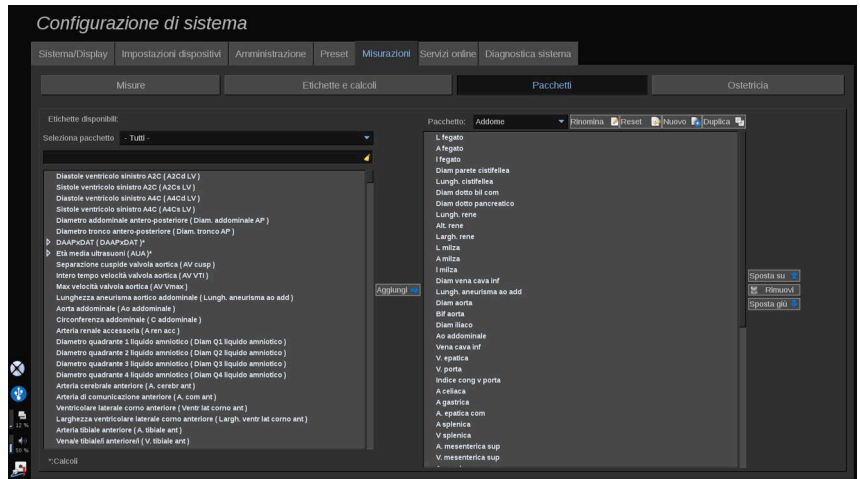 Configurazione di sistema
Sistema/Display Impostazioni dispositivi Amministrazione Preset Misurazioni Servizi online Diagnostica sistema
Misure Etichette e calcoli Pacchetti Ostetricia
Etichette disponibili:
Seleziona pacchetto - Tutti -
Diastole ventricolo sinistro A2C ( A2Cd LV )
Sistole ventricolo sinistro A2C ( A2Cs LV )
Diastole ventricolo sinistro A4C ( A4Cd LV )
Sistole ventricolo sinistro A4C ( A4Cs LV )
Diametro addominale antero-posteriore ( Diam. addominale AP )
Diametro tronco antero-posteriore ( Diam. tronco AP )
DAAPxDAT ( DAAPxDAT )*
Età media ultrasuoni ( AUA )*
Separazione cuspide valvola aortica ( AV cusp )
Intero tempo velocità valvola aortica ( AV VTI )
Max velocità valvola aortica ( AV Vmax )
Lunghezza aneurisma aortico addominale ( Lungh. aneurisma ao add )
Aorta addominale ( Ao addominale )
Circonferenza addominale ( C addominale )
Arteria renale accessoria ( A ren acc )
Diametro quadrante 1 liquido amniotico ( Diam Q1 liquido amniotico )
Diametro quadrante 2 liquido amniotico ( Diam Q2 liquido amniotico )
Diametro quadrante 3 liquido amniotico ( Diam Q3 liquido amniotico )
Diametro quadrante 4 liquido amniotico ( Diam Q4 liquido amniotico )
Arteria cerebrale anteriore ( A. cerebr ant )
Arteria di comunicazione anteriore ( A. com ant )
Ventricolare laterale corno anteriore ( Ventr lat corno ant )
Larghezza ventricolare laterale corno anteriore ( Largh. ventr lat corno ant )
Arteria tibiale anteriore ( A. tibiale ant )
Vena/e tibiale/i anteriore/i ( V. tibiale ant )
*:Calcoli
Aggiungi
Pacchetto: Addome Rinomina Reset Nuovo Duplica
L fegato
A fegato
I fegato
Diam parete cistifellea
Lungh. cistifellea
Diam dotto bil com
Diam dotto pancreatico
Lungh. rene
Alt. rene
Largh. rene
L milza
A milza
I milza
Diam vena cava inf
Lungh. aneurisma ao add
Diam aorta
Bif aorta
Diam iliaco
Ao addominale
Vena cava inf
V. epatica
V. porta
Indice cong v porta
A celiaca
A gastrica
A. epatica com
A splenica
V splenica
A. mesenterica sup
V. mesenterica sup
Sposta su
Rimuovi
Sposta giù
12 %
50 %